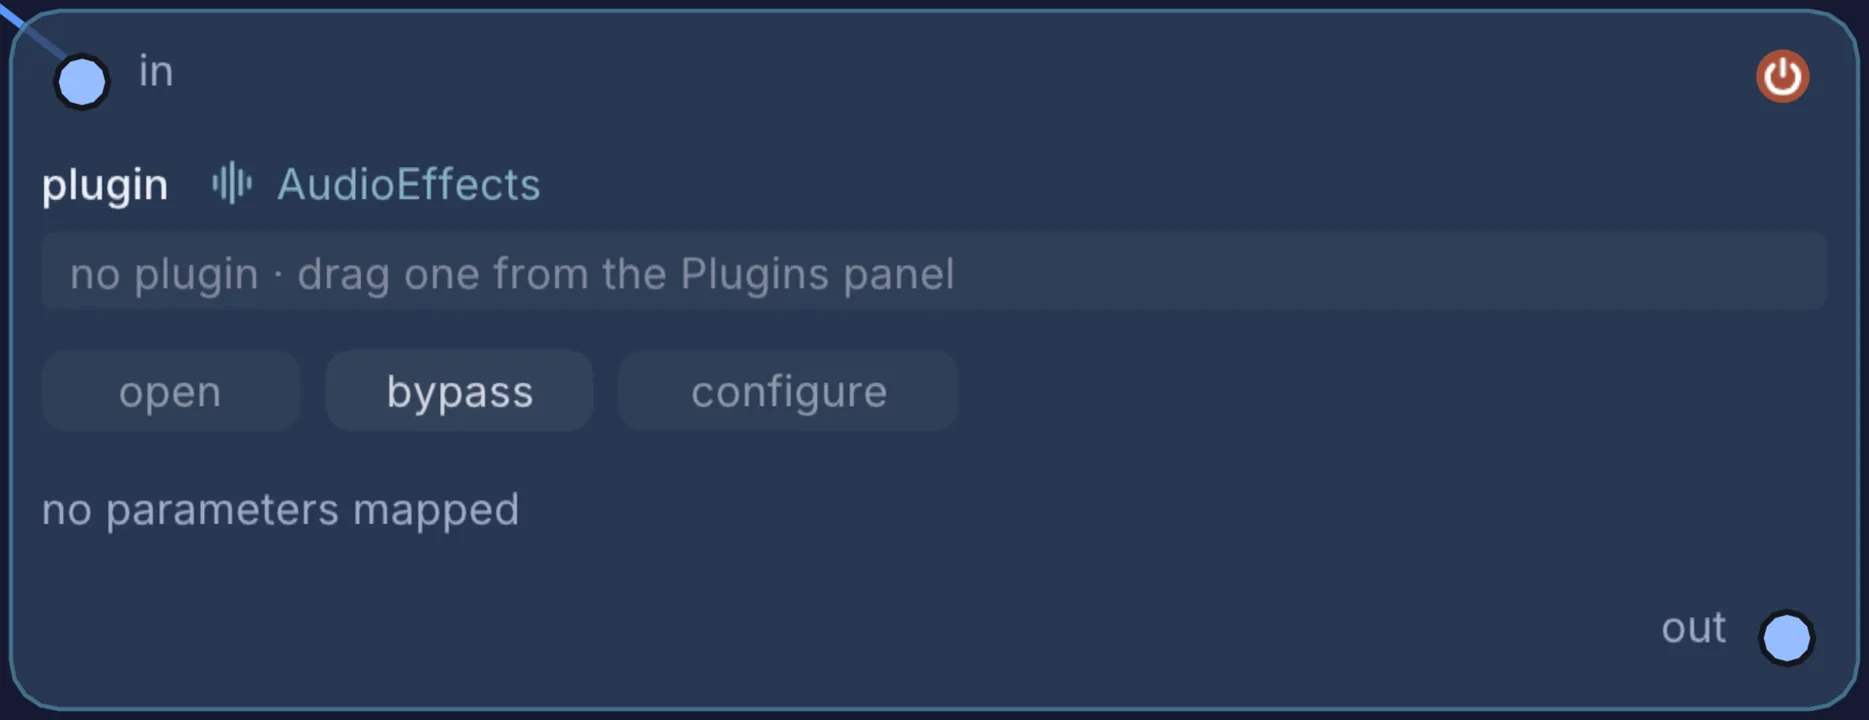 in
plugin AudioEffects
no plugin · drag one from the Plugins panel
open bypass configure
no parameters mapped
out